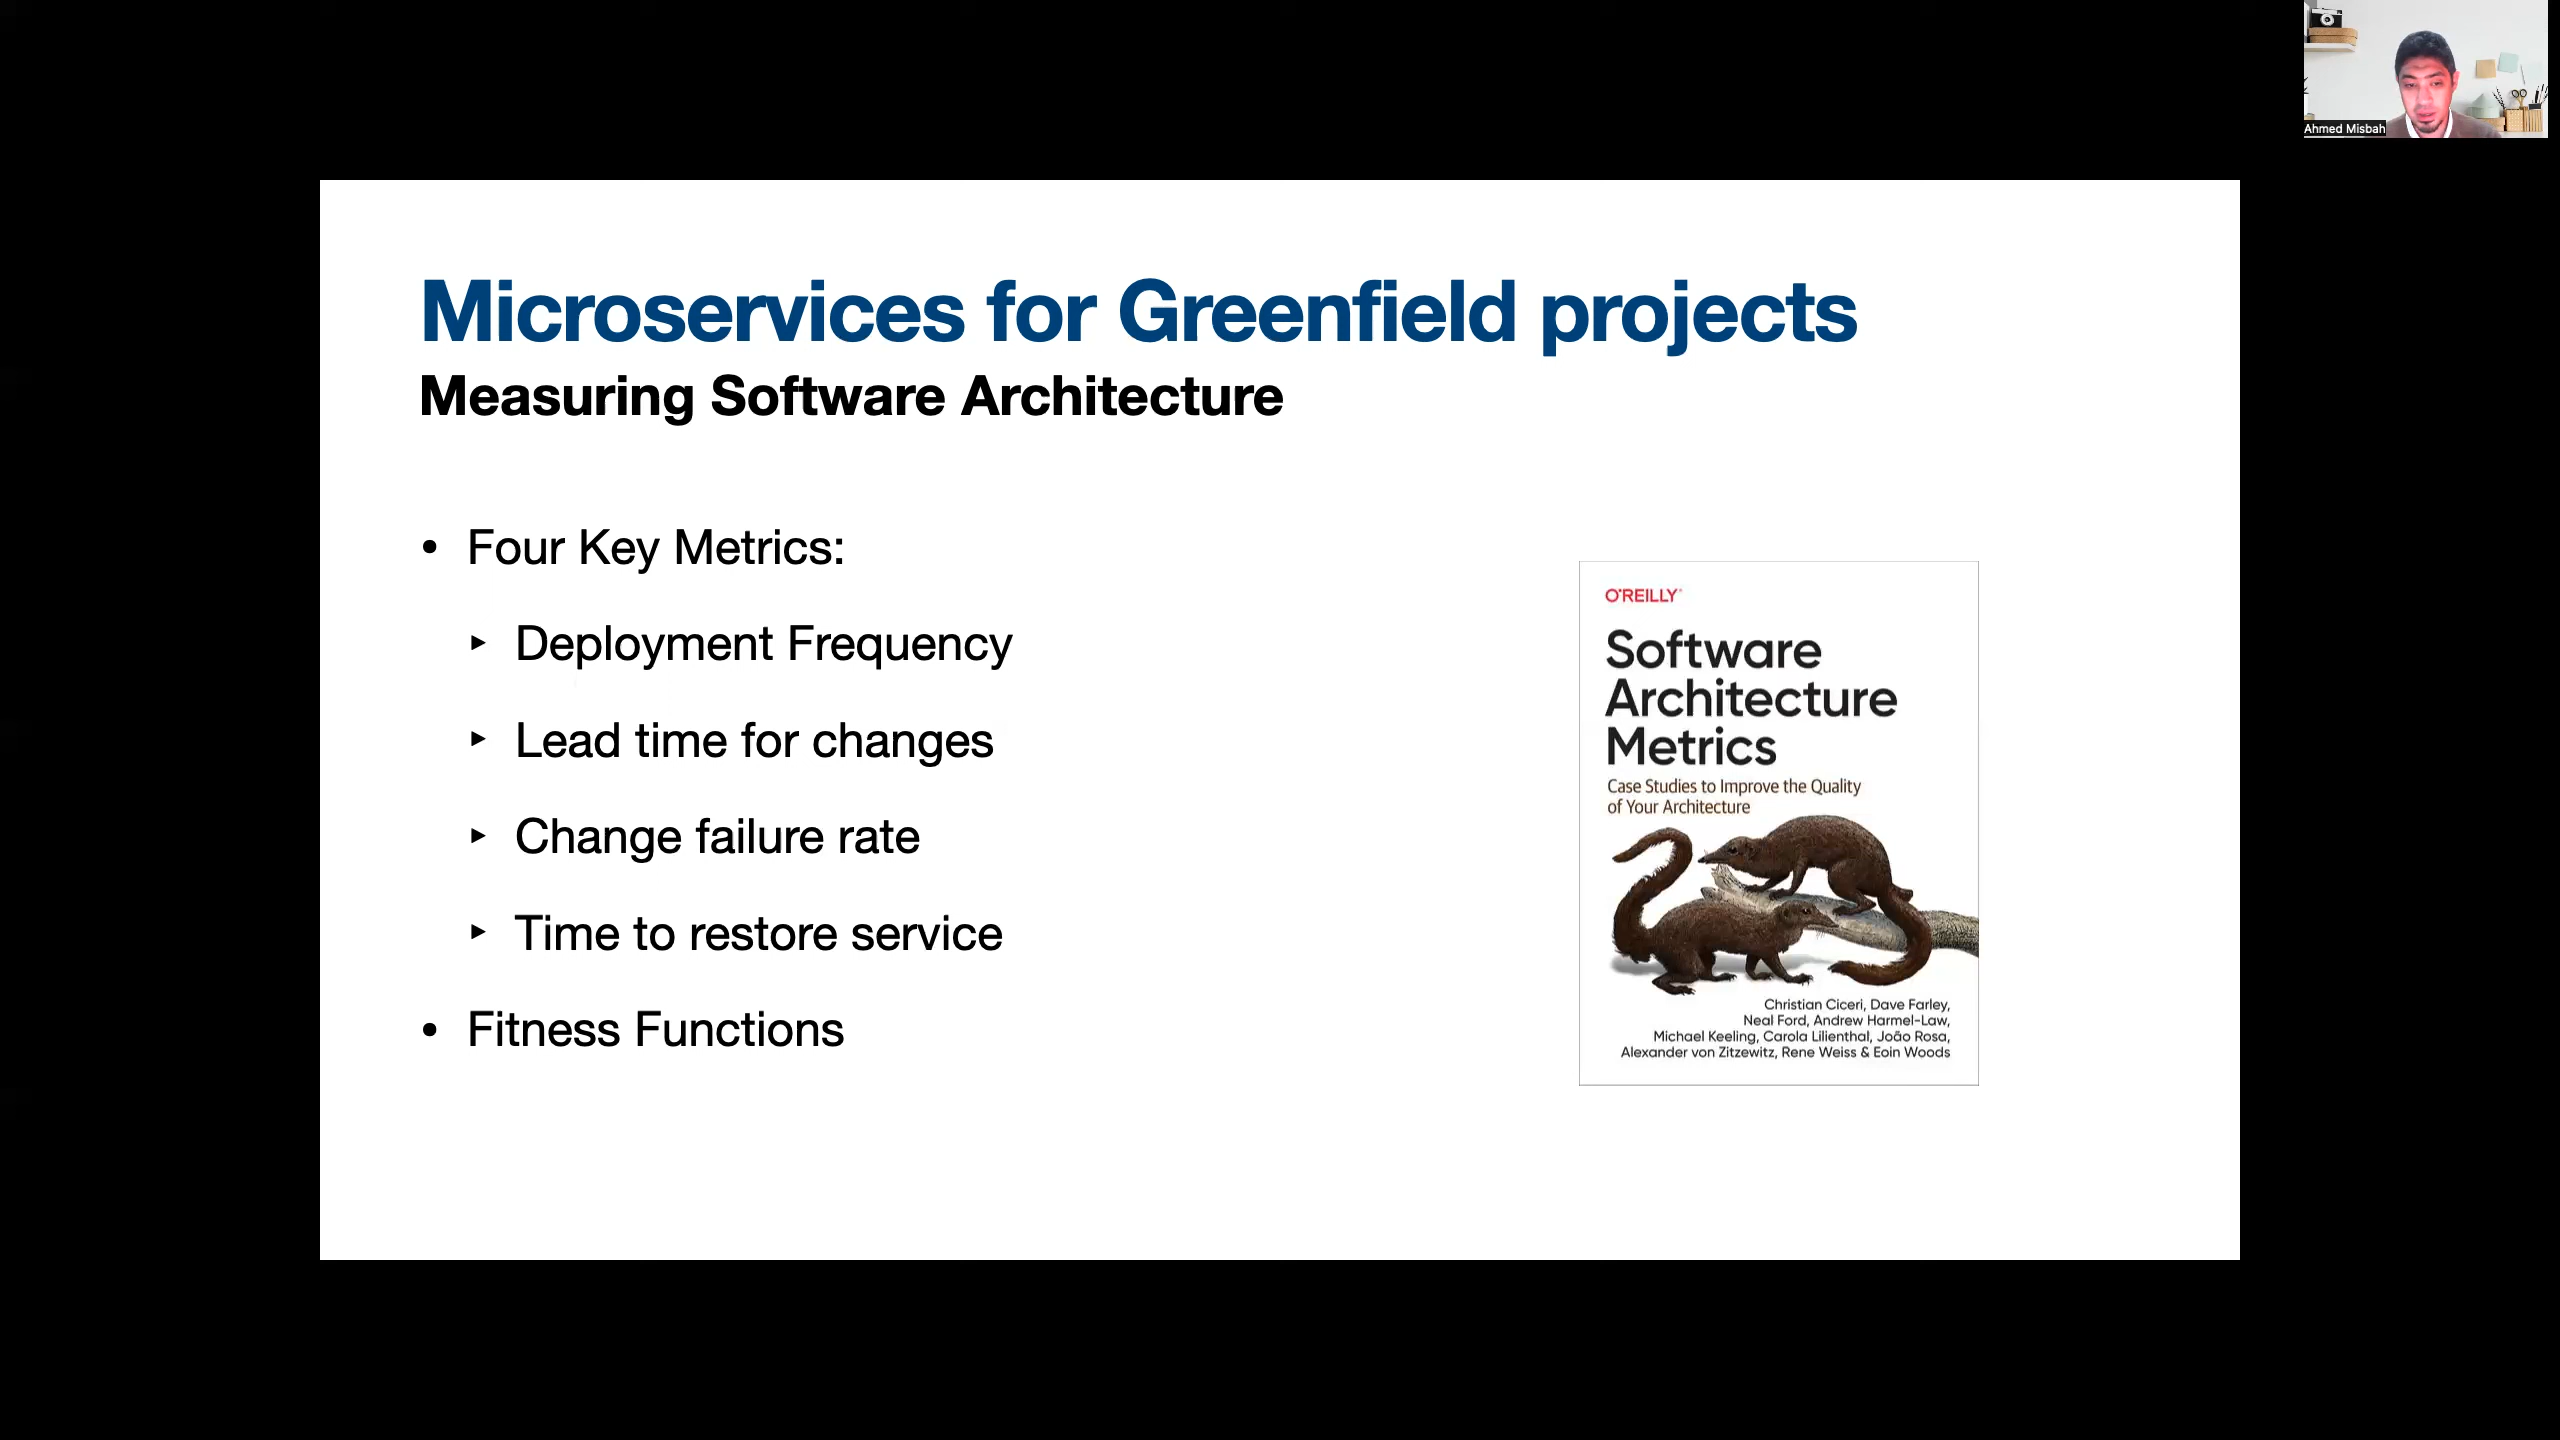 Ahmed Misbah
Microservices for Greenfield projects
Measuring Software Architecture
• Four Key Metrics:
‣ Deployment Frequency
‣ Lead time for changes
‣ Change failure rate
‣ Time to restore service
• Fitness Functions
O'REILLY®
Software
Architecture
Metrics
Case Studies to Improve the Quality
of Your Architecture
Christian Ciceri, Dave Farley,
Neal Ford, Andrew Harmel-Law,
Michael Keeling, Carola Lilienthal, João Rosa,
Alexander von Zitzewitz, Rene Weiss & Eoin Woods